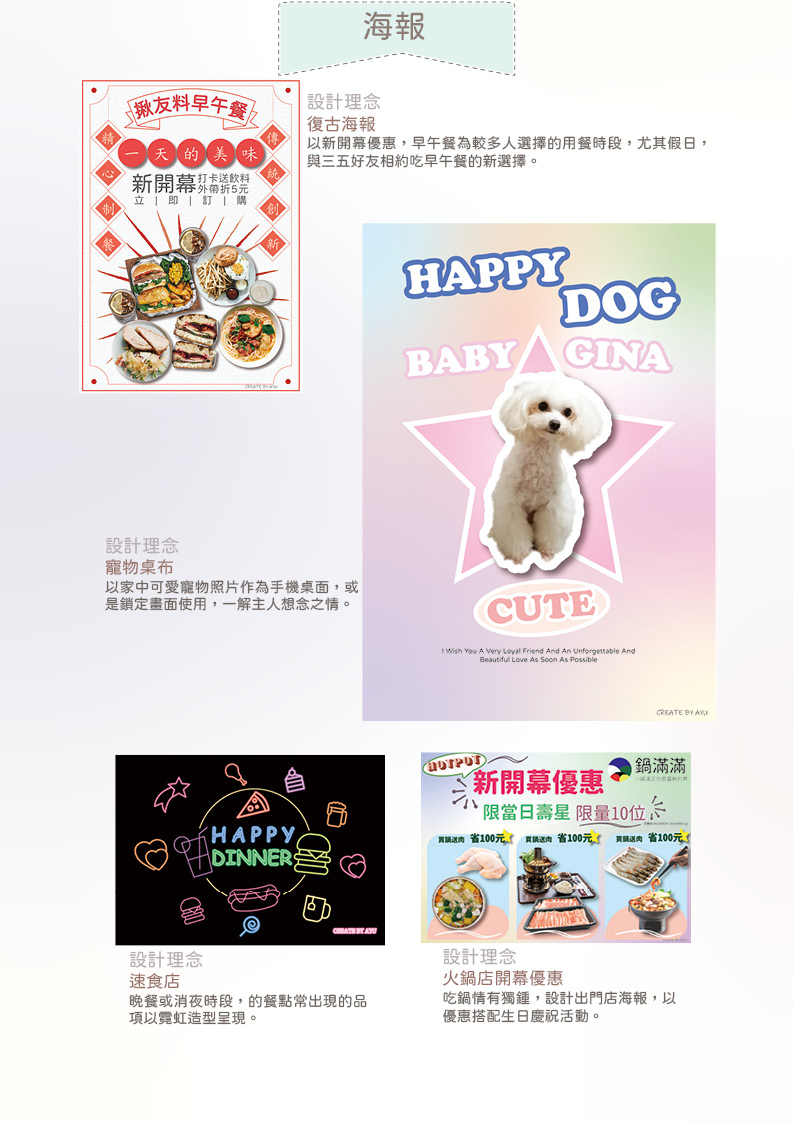 海報
揪友料早午餐
一天的美味
精心制餐
傳統創新
新開幕
打卡送飲料
外帶折5元
立 | 即 | 訂 | 購
CREATE BY AYU
設計理念
復古海報
以新開幕優惠，早午餐為較多人選擇的用餐時段，尤其假日，
與三五好友相約吃早午餐的新選擇。
HAPPY
DOG
BABY GINA
CUTE
I Wish You A Very Loyal Friend And An Unforgettable And
Beautiful Love As Soon As Possible
CREATE BY AYU
設計理念
寵物桌布
以家中可愛寵物照片作為手機桌面，或
是鎖定畫面使用，一解主人想念之情。
HAPPY
DINNER
CREATE BY AYU
設計理念
速食店
晚餐或消夜時段，的餐點常出現的品
項以霓虹造型呈現。
HOTPOT
新開幕優惠
鍋滿滿
限當日壽星 限量10位
買鍋送肉 省100元
買鍋送肉 省100元
買鍋送肉 省100元
設計理念
火鍋店開幕優惠
吃鍋情有獨鍾，設計出門店海報，以
優惠搭配生日慶祝活動。